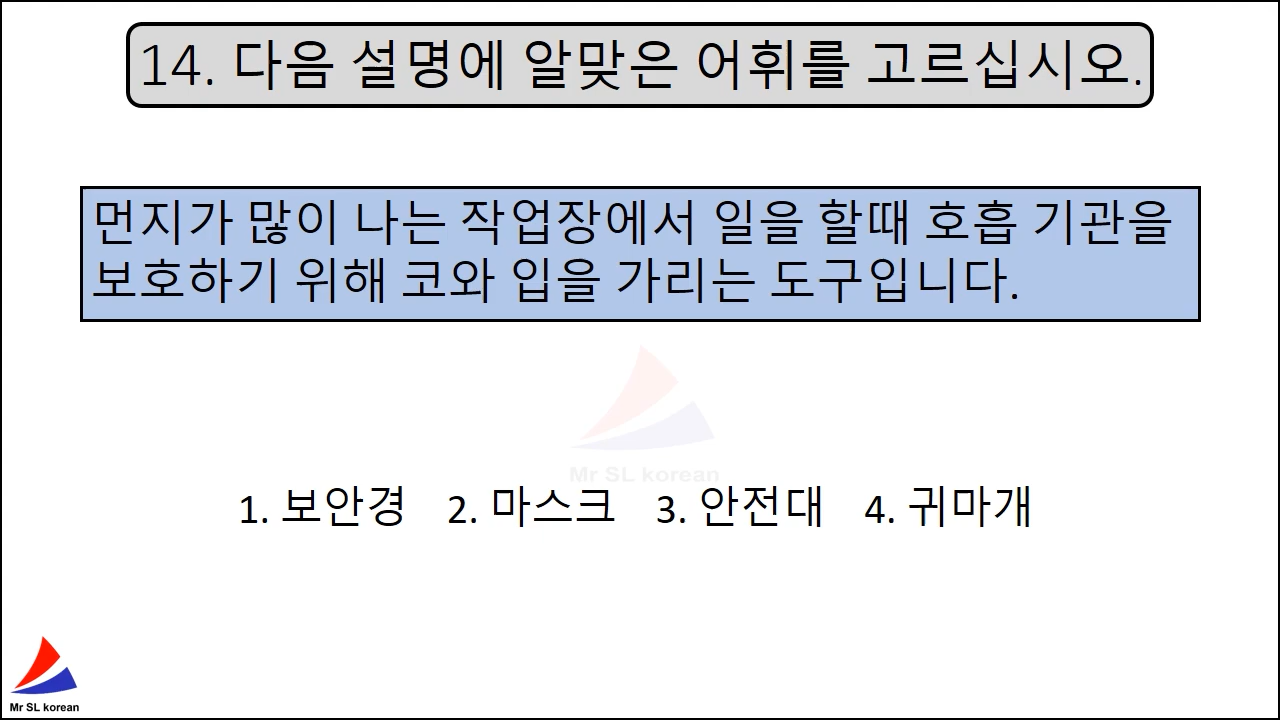 14. 다음 설명에 알맞은 어휘를 고르십시오.
먼지가 많이 나는 작업장에서 일을 할때 호흡 기관을
보호하기 위해 코와 입을 가리는 도구입니다.
Mr SL korean
1. 보안경 2. 마스크 3. 안전대 4. 귀마개
Mr SL korean